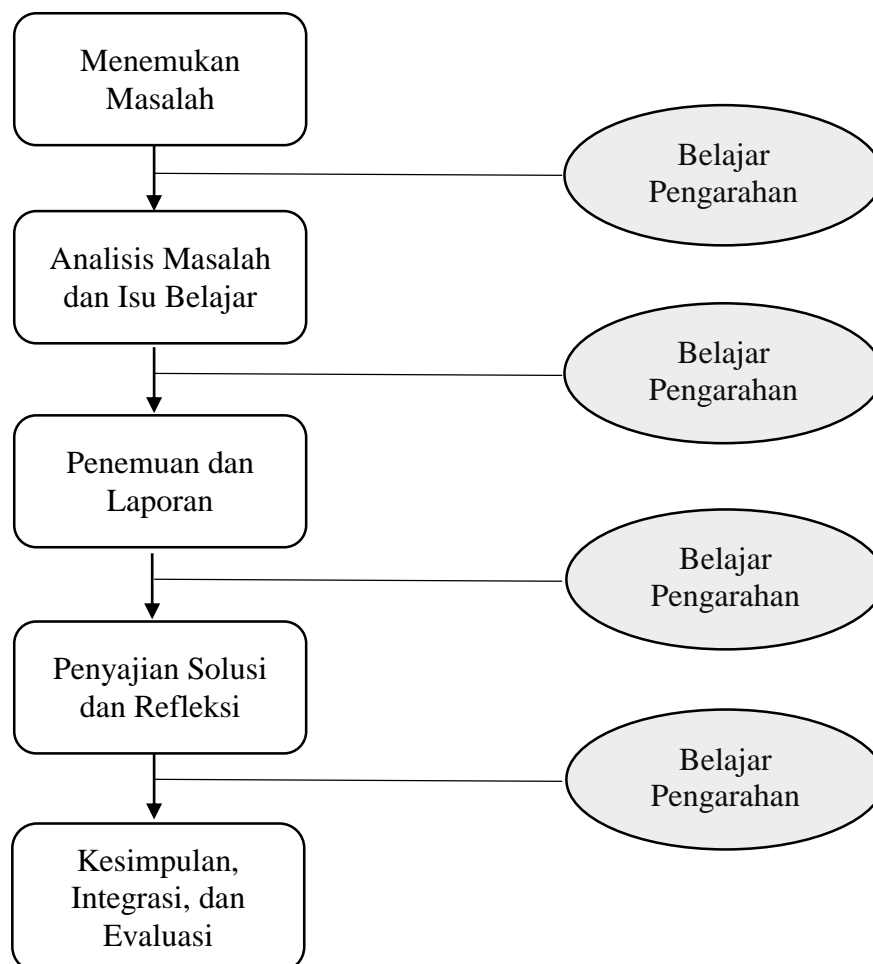 Menemukan
Masalah
Belajar
Pengarahan
Analisis Masalah
dan Isu Belajar
Belajar
Pengarahan
Penemuan dan
Laporan
Belajar
Pengarahan
Penyajian Solusi
dan Refleksi
Belajar
Pengarahan
Kesimpulan,
Integrasi, dan
Evaluasi